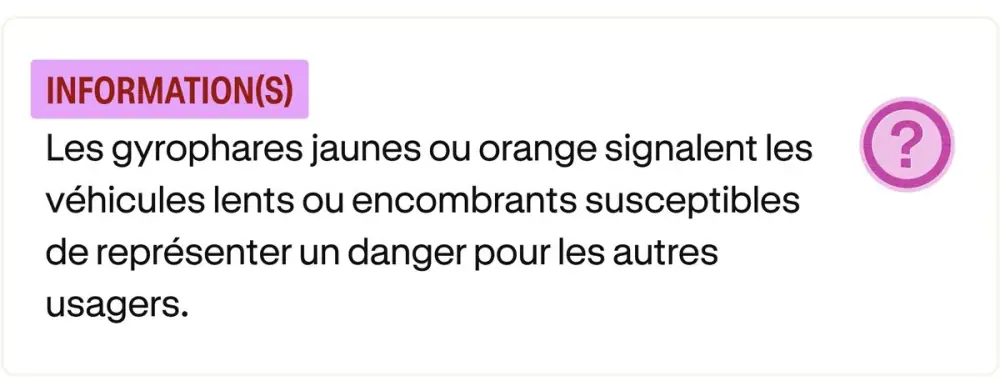 INFORMATION(S)
Les gyrophares jaunes ou orange signalent les
véhicules lents ou encombrants susceptibles
de représenter un danger pour les autres
usagers.
?